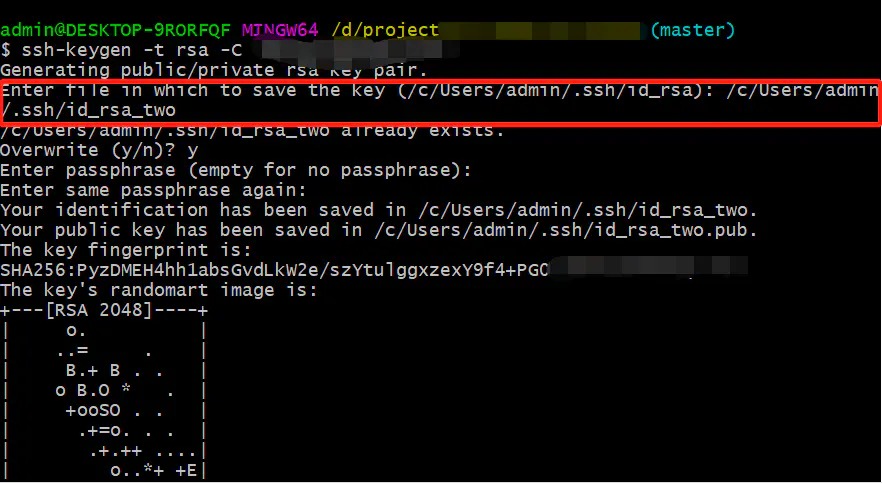 admin@DESKTOP-9RORFQF MINGW64 /d/project (master)
$ ssh-keygen -t rsa -C
Generating public/private rsa key pair.
Enter file in which to save the key (/c/Users/admin/.ssh/id_rsa): /c/Users/admin
/.ssh/id_rsa_two
/c/Users/admin/.ssh/id_rsa_two already exists.
Overwrite (y/n)? y
Enter passphrase (empty for no passphrase):
Enter same passphrase again:
Your identification has been saved in /c/Users/admin/.ssh/id_rsa_two.
Your public key has been saved in /c/Users/admin/.ssh/id_rsa_two.pub.
The key fingerprint is:
SHA256:PyzDMEH4hh1absGvdLkW2e/szYtulggxzexY9f4+PGO
The key's randomart image is:
+---[RSA 2048]----+
|     o.          |
|    ..=     .    |
|     B.+ B . .   |
|    o B.O *   .  |
|     +ooSO . .   |
|      .+=o. . .  |
|       .+.++ ....|
|         o..*+ +E|